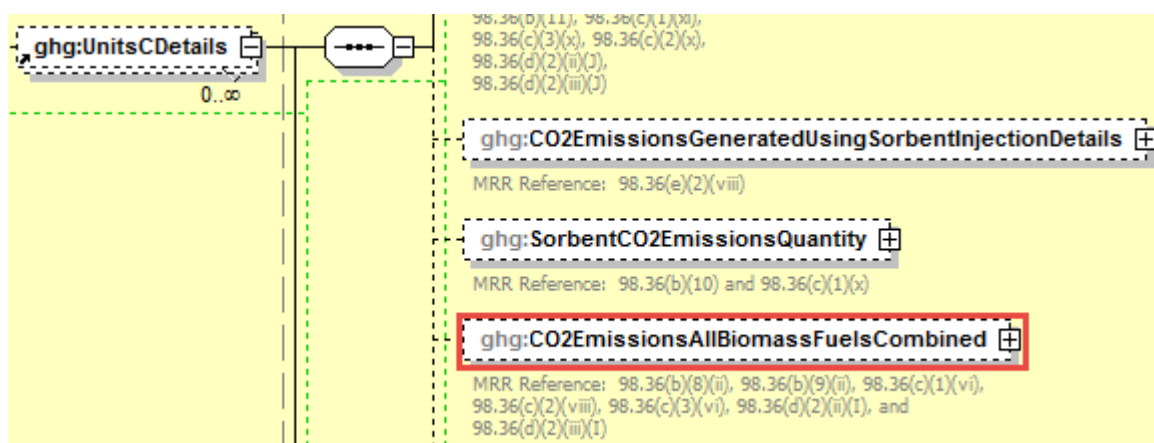 98.36(b)(11), 98.36(c)(1)(xi),
ghg:UnitsCDetails
98.36(c)(3)(x), 98.36(c)(2)(x),
98.36(d)(2)(ii)(J),
98.36(d)(2)(iii)(J)
0..∞
ghg:CO2EmissionsGeneratedUsingSorbentInjectionDetails
MRR Reference: 98.36(e)(2)(viii)
ghg:SorbentCO2EmissionsQuantity
MRR Reference: 98.36(b)(10) and 98.36(c)(1)(x)
ghg:CO2EmissionsAllBiomassFuelsCombined
MRR Reference: 98.36(b)(8)(ii), 98.36(b)(9)(ii), 98.36(c)(1)(vi),
98.36(c)(2)(viii), 98.36(c)(3)(vi), 98.36(d)(2)(ii)(I), and
98.36(d)(2)(iii)(I)